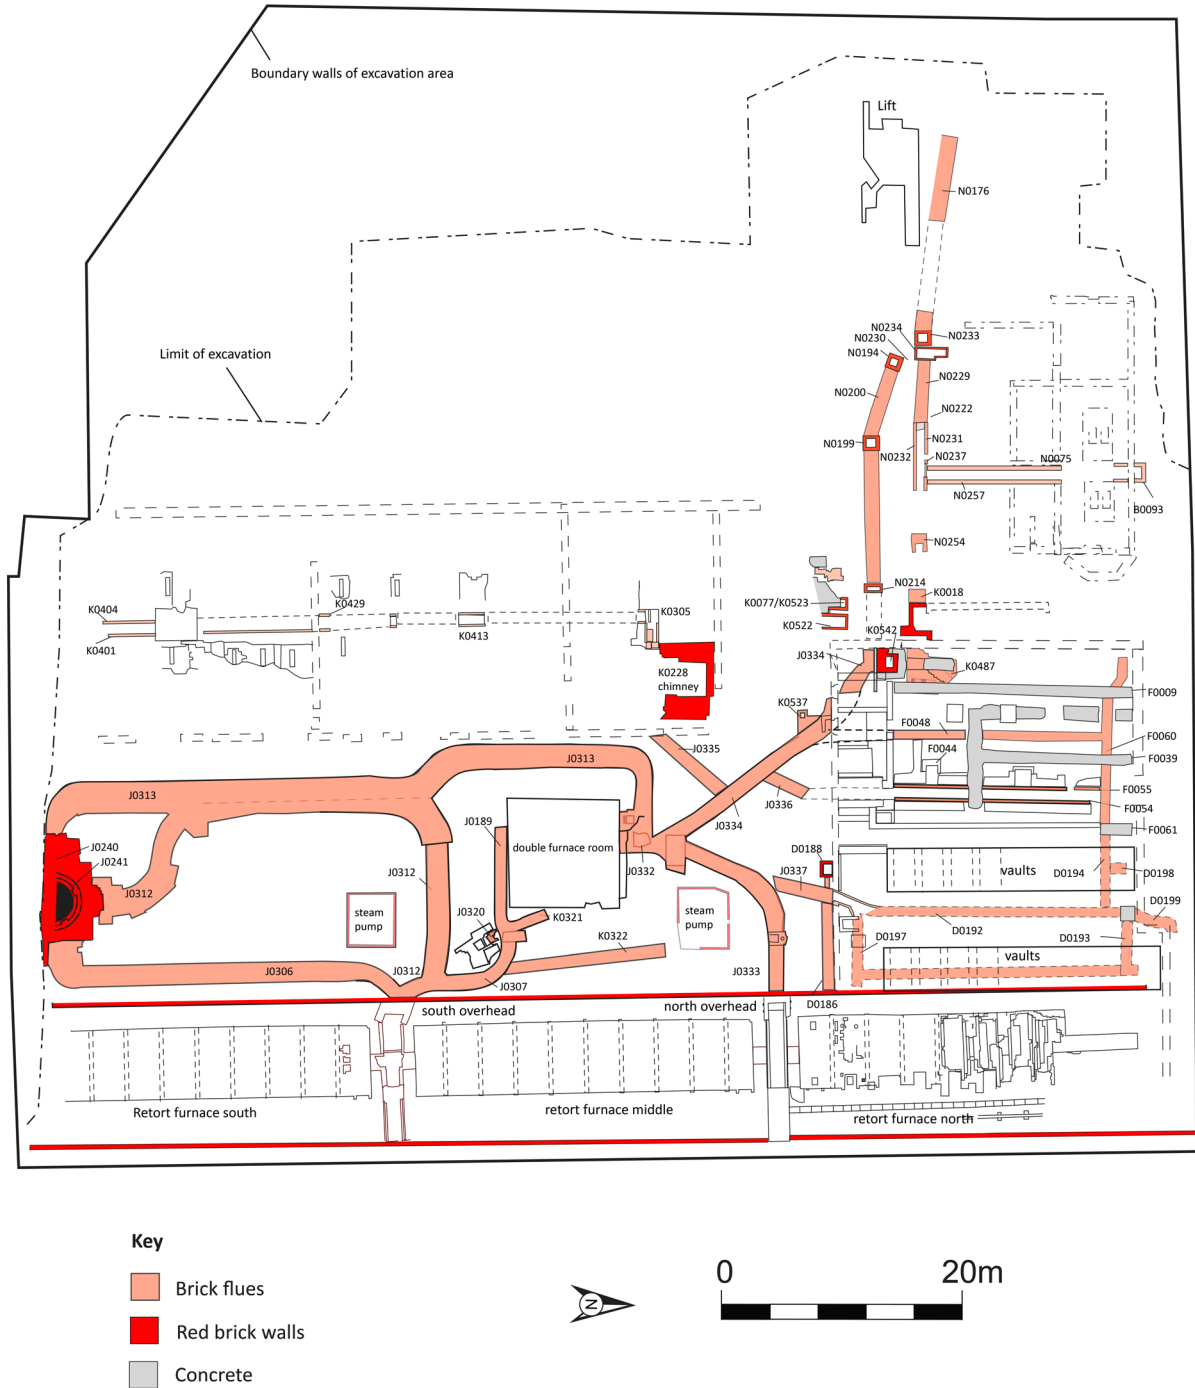 Boundary walls of excavation area
Lift
N0176
N0234
N0230
N0194
N0233
Limit of excavation
N0229
N0200
N0222
N0199
N0231
N0232
N0237
N0075
N0257
B0093
N0254
K0404
K0429
K0401
K0413
K0305
K0077/K0523
K0522
N0214
K0018
K0542
J0334
K0487
K0228
chimney
K0537
F0009
F0048
F0060
F0044
F0039
J0335
J0313
J0313
J0336
F0055
F0054
J0334
F0061
J0189
J0240
J0241
double furnace room
J0332
D0188
J0337
vaults
D0194
D0198
J0312
J0312
D0199
steam
pump
J0320
K0321
steam
pump
K0322
D0192
D0193
D0197
vaults
J0306
J0312
J0307
J0333
D0186
south overhead
north overhead
Retort furnace south
retort furnace middle
retort furnace north
Key
Brick flues
Red brick walls
Concrete
N
0
20m